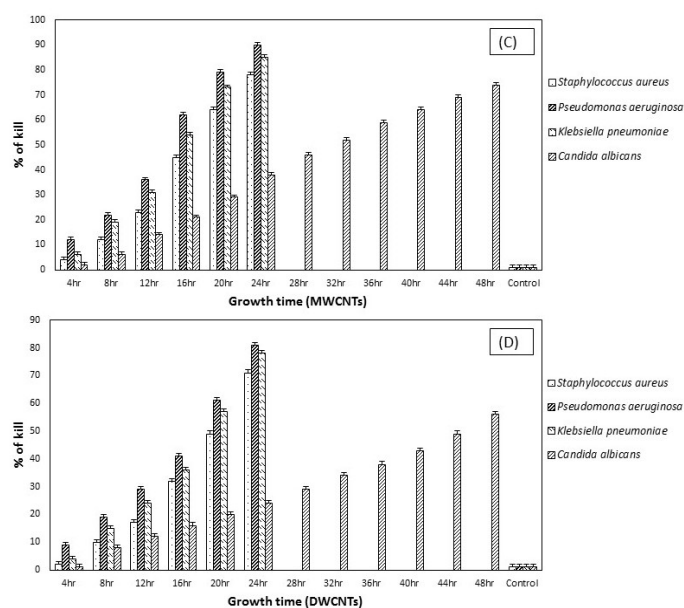 (C)
100
90
80
70
60
50
40
30
20
10
0
% of kill
4hr 8hr 12hr 16hr 20hr 24hr 28hr 32hr 36hr 40hr 44hr 48hr Control
Growth time (MWCNTs)
Staphylococcus aureus
Pseudomonas aeruginosa
Klebsiella pneumoniae
Candida albicans
(D)
90
80
70
60
50
40
30
20
10
0
% of kill
4hr 8hr 12hr 16hr 20hr 24hr 28hr 32hr 36hr 40hr 44hr 48hr Control
Growth time (DWCNTs)
Staphylococcus aureus
Pseudomonas aeruginosa
Klebsiella pneumoniae
Candida albicans